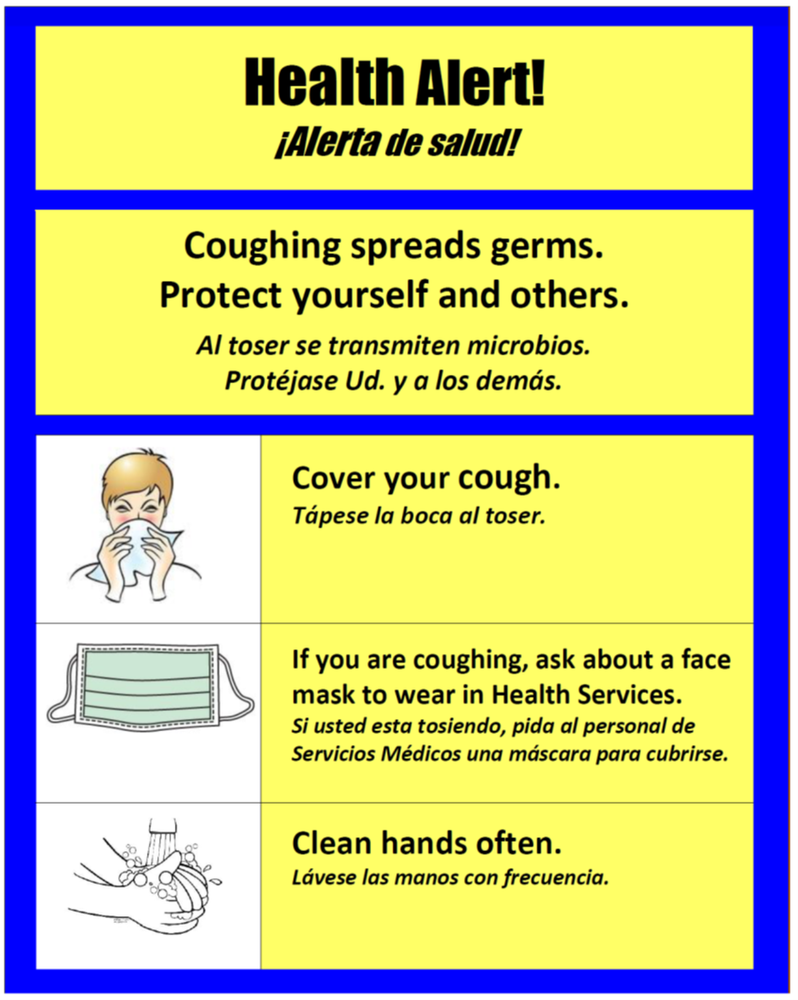 Health Alert!
¡Alerta de salud!
Coughing spreads germs.
Protect yourself and others.
Al toser se transmiten microbios.
Protéjase Ud. y a los demás.
Cover your cough.
Tápese la boca al toser.
If you are coughing, ask about a face
mask to wear in Health Services.
Si usted esta tosiendo, pida al personal de
Servicios Médicos una máscara para cubrirse.
Clean hands often.
Lávese las manos con frecuencia.